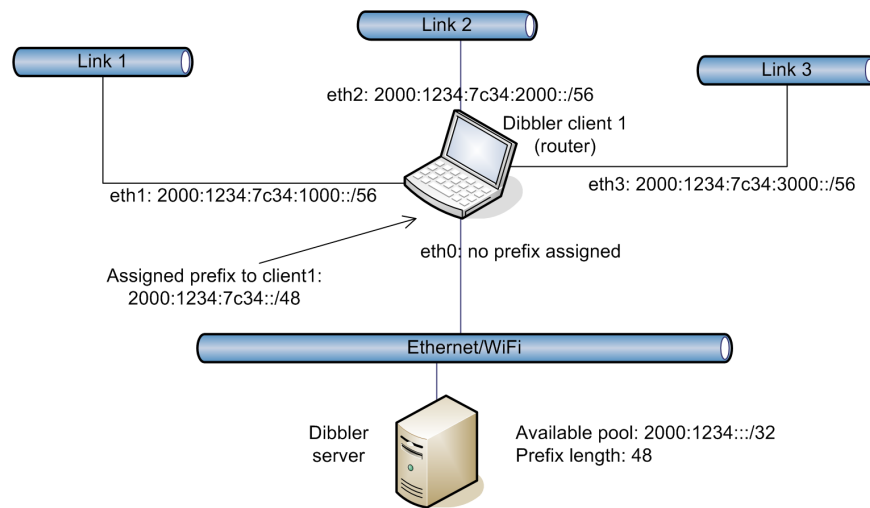 Link 2
Link 1
Link 3
eth2: 2000:1234:7c34:2000::/56
Dibbler client 1
(router)
eth1: 2000:1234:7c34:1000::/56
eth3: 2000:1234:7c34:3000::/56
eth0: no prefix assigned
Assigned prefix to client1:
2000:1234:7c34::/48
Ethernet/WiFi
Dibbler
server
Available pool: 2000:1234:::/32
Prefix length: 48